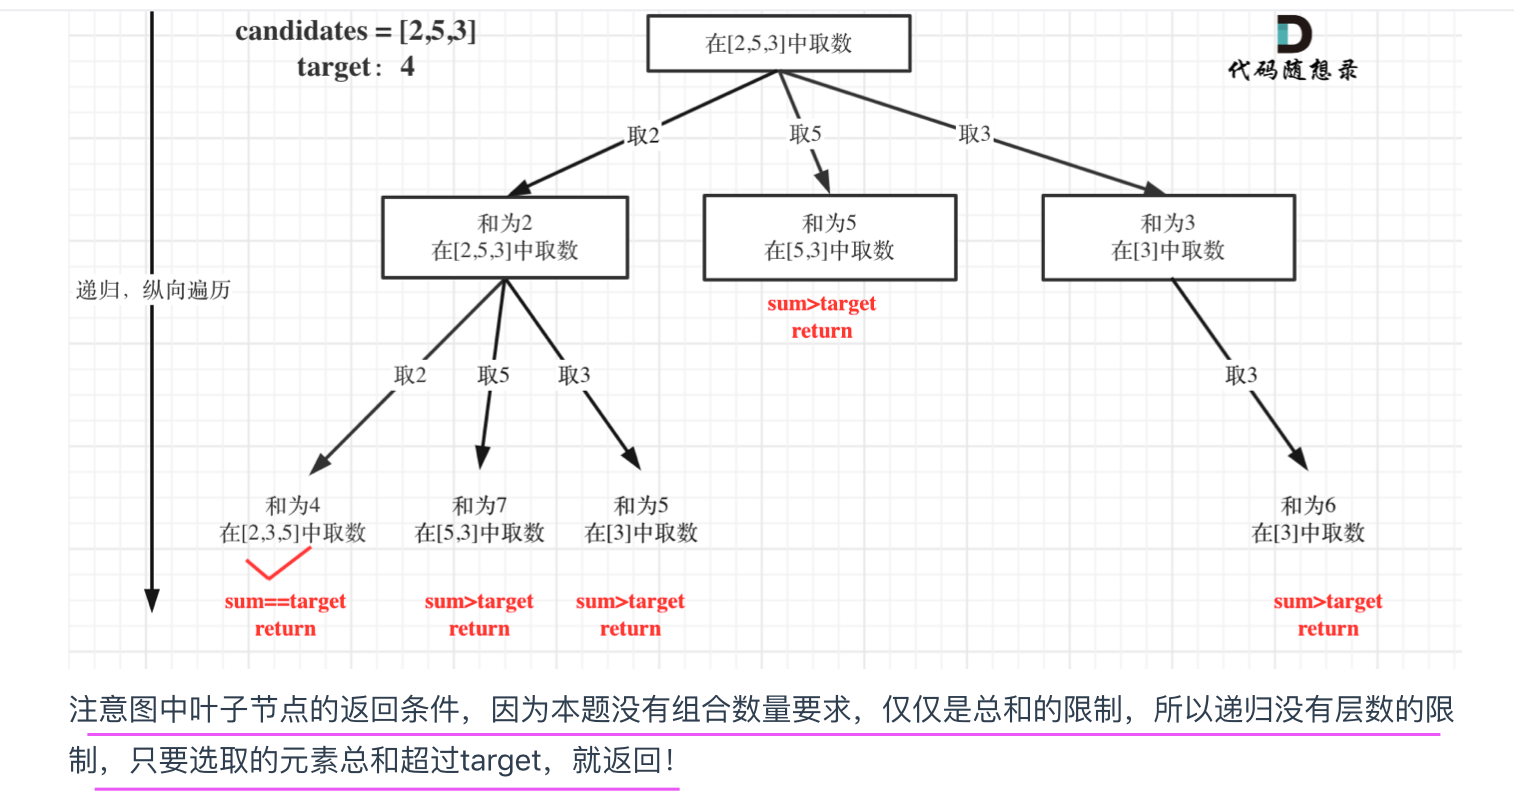 candidates = [2,5,3]
target：4
在[2,5,3]中取数
代码随想录
取2
取5
取3
和为2
在[2,5,3]中取数
和为5
在[5,3]中取数
和为3
在[3]中取数
递归，纵向遍历
sum>target
return
取2
取5
取3
取3
和为4
在[2,3,5]中取数
和为7
在[5,3]中取数
和为5
在[3]中取数
和为6
在[3]中取数
sum==target
return
sum>target
return
sum>target
return
sum>target
return
注意图中叶子节点的返回条件，因为本题没有组合数量要求，仅仅是总和的限制，所以递归没有层数的限
制，只要选取的元素总和超过target，就返回！